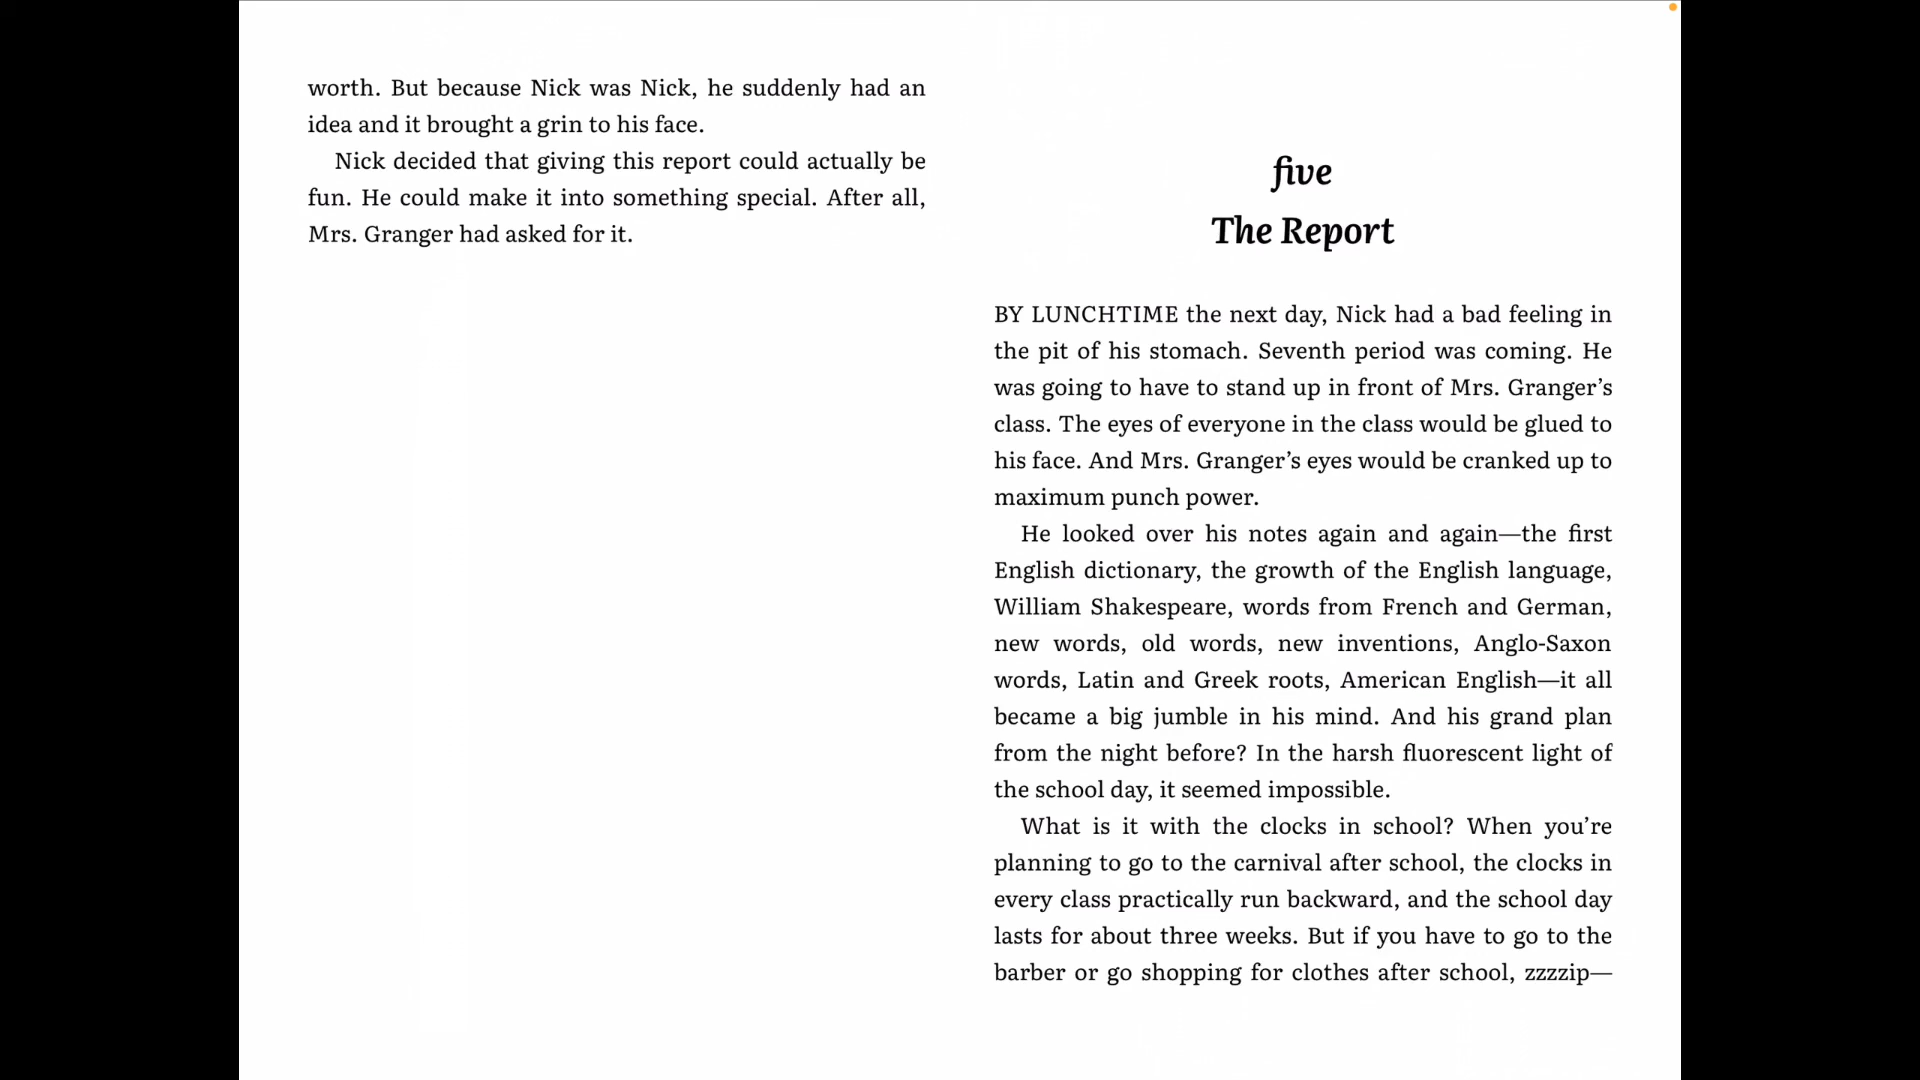 worth. But because Nick was Nick, he suddenly had an
idea and it brought a grin to his face.
Nick decided that giving this report could actually be
fun. He could make it into something special. After all,
Mrs. Granger had asked for it.
five
The Report
BY LUNCHTIME the next day, Nick had a bad feeling in
the pit of his stomach. Seventh period was coming. He
was going to have to stand up in front of Mrs. Granger’s
class. The eyes of everyone in the class would be glued to
his face. And Mrs. Granger’s eyes would be cranked up to
maximum punch power.
He looked over his notes again and again—the first
English dictionary, the growth of the English language,
William Shakespeare, words from French and German,
new words, old words, new inventions, Anglo-Saxon
words, Latin and Greek roots, American English—it all
became a big jumble in his mind. And his grand plan
from the night before? In the harsh fluorescent light of
the school day, it seemed impossible.
What is it with the clocks in school? When you’re
planning to go to the carnival after school, the clocks in
every class practically run backward, and the school day
lasts for about three weeks. But if you have to go to the
barber or go shopping for clothes after school, zzzzip—